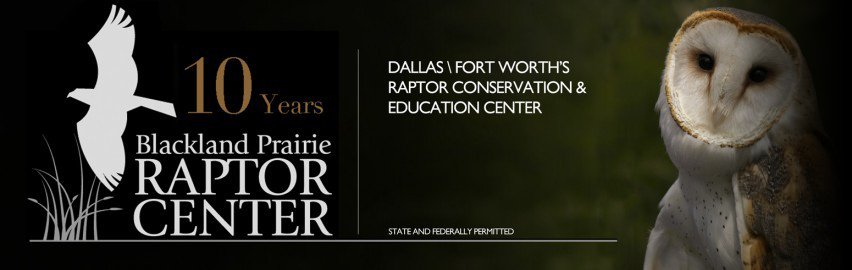 10 Years
Blackland Prairie
RAPTOR
CENTER
DALLAS \ FORT WORTH'S
RAPTOR CONSERVATION &
EDUCATION CENTER
STATE AND FEDERALLY PERMITTED